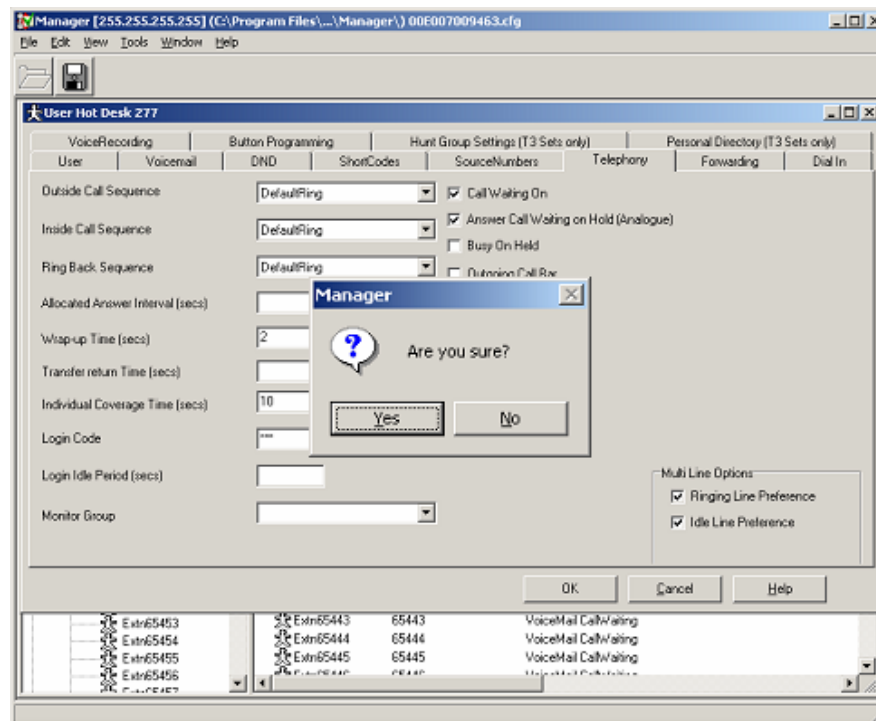 Manager [255.255.255.255] (C:\Program Files\...\Manager\) 00E007009463.cfg
File Edit View Tools Window Help
User Hot Desk 277
VoiceRecording Button Programming Hunt Group Settings (T3 Sets only) Personal Directory (T3 Sets only)
User Voicemail DND ShortCodes SourceNumbers Telephony Forwarding Dial In
Outside Call Sequence DefaultRing Call Waiting On
Answer Call Waiting on Hold (Analogue)
Inside Call Sequence DefaultRing
Busy On Held
Ring Back Sequence DefaultRing Outgoing Call Bar
Manager
Allocated Answer Interval (secs)
Wrap-up Time (secs) 2
Are you sure?
Transfer return Time (secs)
Individual Coverage Time (secs) 10
Yes No
Login Code ***
Login Idle Period (secs)
Multi Line Options
Ringing Line Preference
Monitor Group
Idle Line Preference
OK Cancel Help
Extn65453 Extn65443 65443 VoiceMail CallWaiting
Extn65454 Extn65444 65444 VoiceMail CallWaiting
Extn65455 Extn65445 65445 VoiceMail CallWaiting
Extn65456